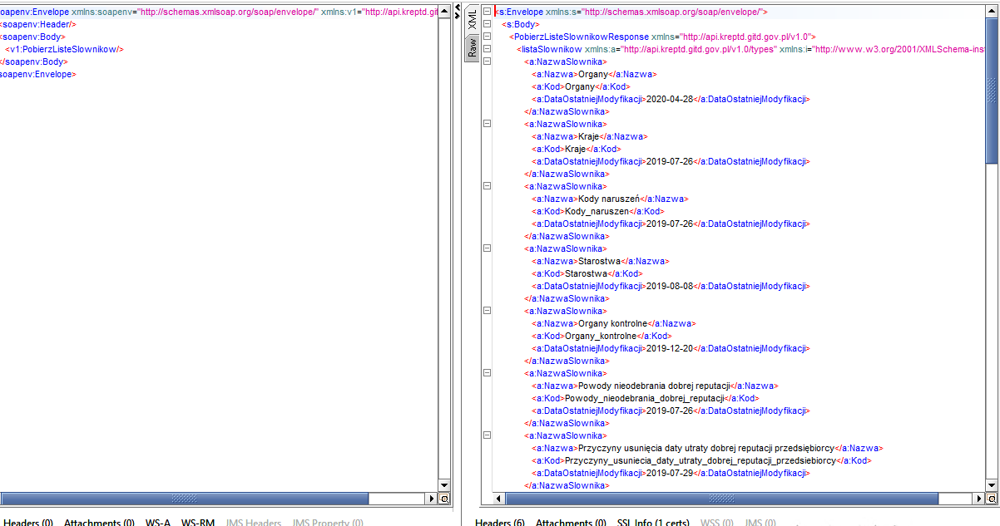 oapenv:Envelope xmlns:soapenv="http://schemas.xmlsoap.org/soap/envelope/" xmlns:v1="http://api.kreptd.git
<soapenv:Header/>
<soapenv:Body>
<v1:PobierzListeSlownikow/>
</soapenv:Body>
soapenv:Envelope>
XML
Raw
<s:Envelope xmlns:s="http://schemas.xmlsoap.org/soap/envelope/">
<s:Body>
<PobierzListeSlownikowResponse xmlns="http://api.kreptd.gitd.gov.pl/v1.0">
<listaSlownikow xmlns:a="http://api.kreptd.gitd.gov.pl/v1.0/types" xmlns:i="http://www.w3.org/2001/XMLSchema-inst
<a:NazwaSlownika>
<a:Nazwa>Organy</a:Nazwa>
<a:Kod>Organy</a:Kod>
<a:DataOstatniejModyfikacji>2020-04-28</a:DataOstatniejModyfikacji>
</a:NazwaSlownika>
<a:NazwaSlownika>
<a:Nazwa>Kraje</a:Nazwa>
<a:Kod>Kraje</a:Kod>
<a:DataOstatniejModyfikacji>2019-07-26</a:DataOstatniejModyfikacji>
</a:NazwaSlownika>
<a:NazwaSlownika>
<a:Nazwa>Kody naruszeń</a:Nazwa>
<a:Kod>Kody_naruszen</a:Kod>
<a:DataOstatniejModyfikacji>2019-07-26</a:DataOstatniejModyfikacji>
</a:NazwaSlownika>
<a:NazwaSlownika>
<a:Nazwa>Starostwa</a:Nazwa>
<a:Kod>Starostwa</a:Kod>
<a:DataOstatniejModyfikacji>2019-08-08</a:DataOstatniejModyfikacji>
</a:NazwaSlownika>
<a:NazwaSlownika>
<a:Nazwa>Organy kontrolne</a:Nazwa>
<a:Kod>Organy_kontrolne</a:Kod>
<a:DataOstatniejModyfikacji>2019-12-20</a:DataOstatniejModyfikacji>
</a:NazwaSlownika>
<a:NazwaSlownika>
<a:Nazwa>Powody nieodebrania dobrej reputacji</a:Nazwa>
<a:Kod>Powody_nieodebrania_dobrej_reputacji</a:Kod>
<a:DataOstatniejModyfikacji>2019-07-26</a:DataOstatniejModyfikacji>
</a:NazwaSlownika>
<a:NazwaSlownika>
<a:Nazwa>Przyczyny usunięcia daty utraty dobrej reputacji przedsiębiorcy</a:Nazwa>
<a:Kod>Przyczyny_usuniecia_daty_utraty_dobrej_reputacji_przedsiebiorcy</a:Kod>
<a:DataOstatniejModyfikacji>2019-07-29</a:DataOstatniejModyfikacji>
</a:NazwaSlownika>
Headers (0) Attachments (0) WS-A WS-RM JMS Headers JMS Property (0)
Headers (6) Attachments (0) SSL Info (1 certs) WSS (0) JMS (0)